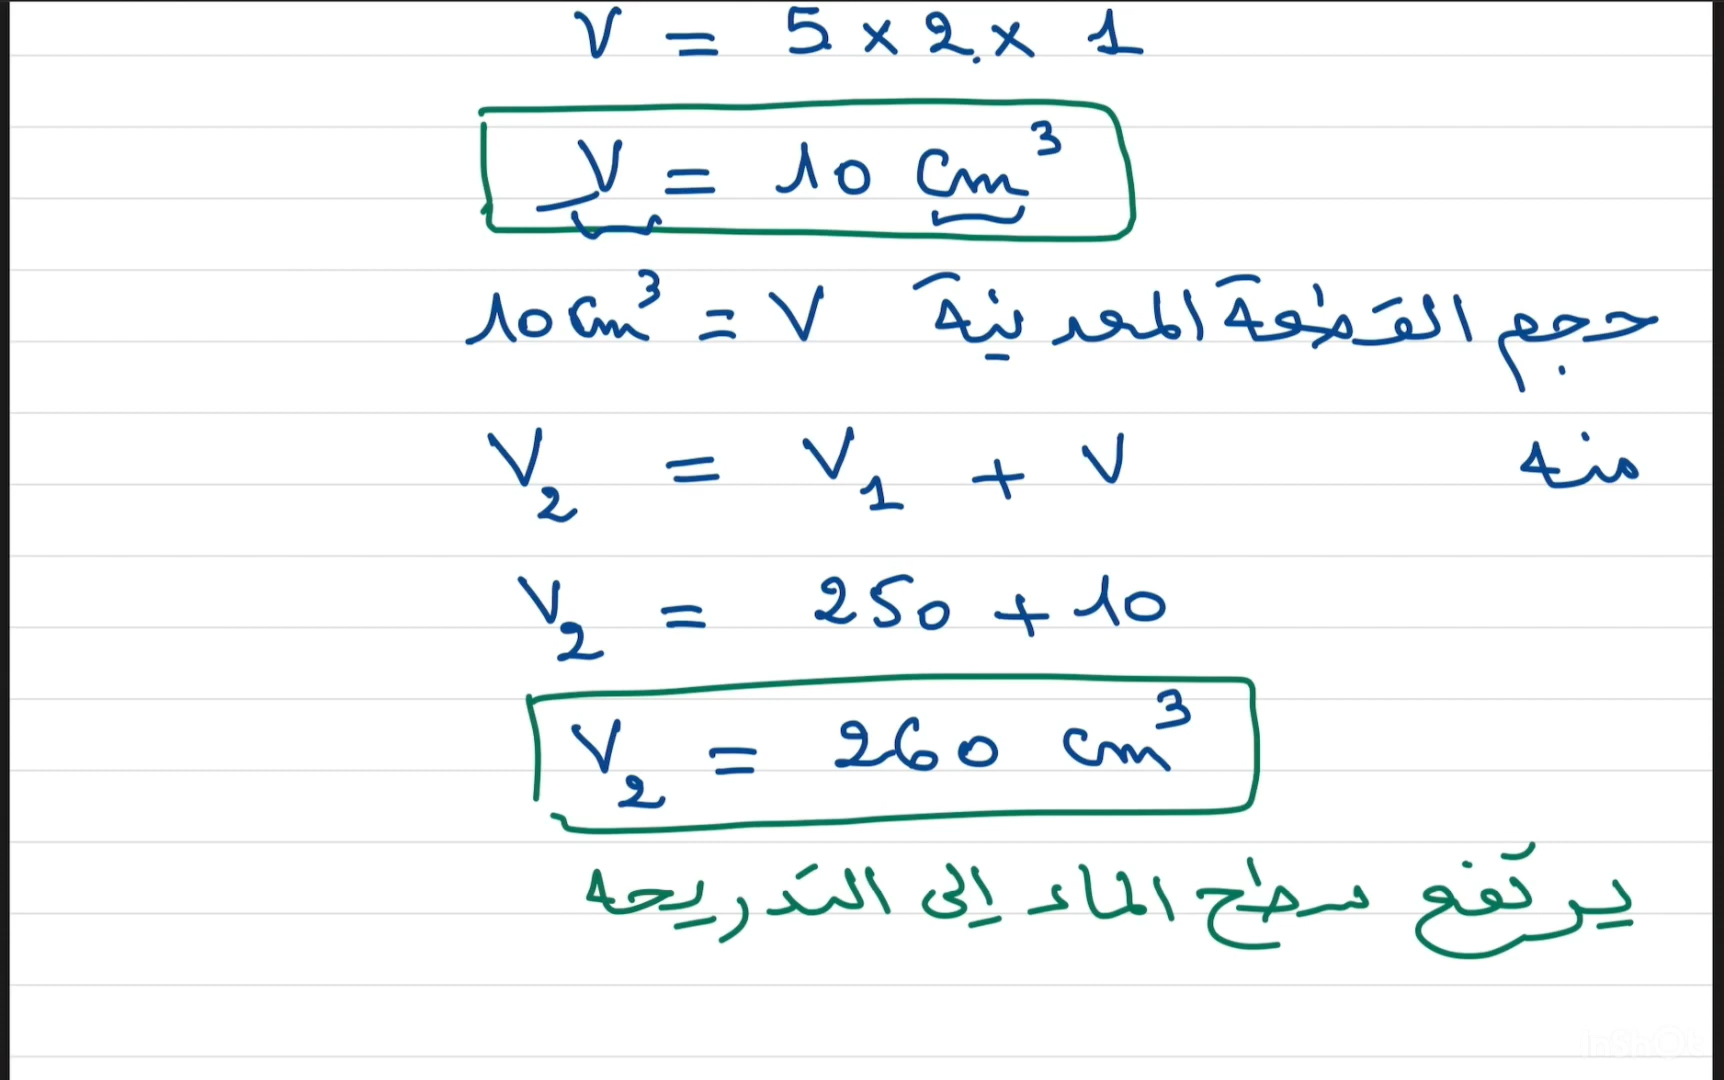 V = 5 × 2 × 1
V = 10 cm³
حجم القطعة المعدنية V = 10 cm³
منه V₂ = V₁ + V
V₂ = 250 + 10
V₂ = 260 cm³
يرتفع سطح الماء إلى التدريجة
InShOt